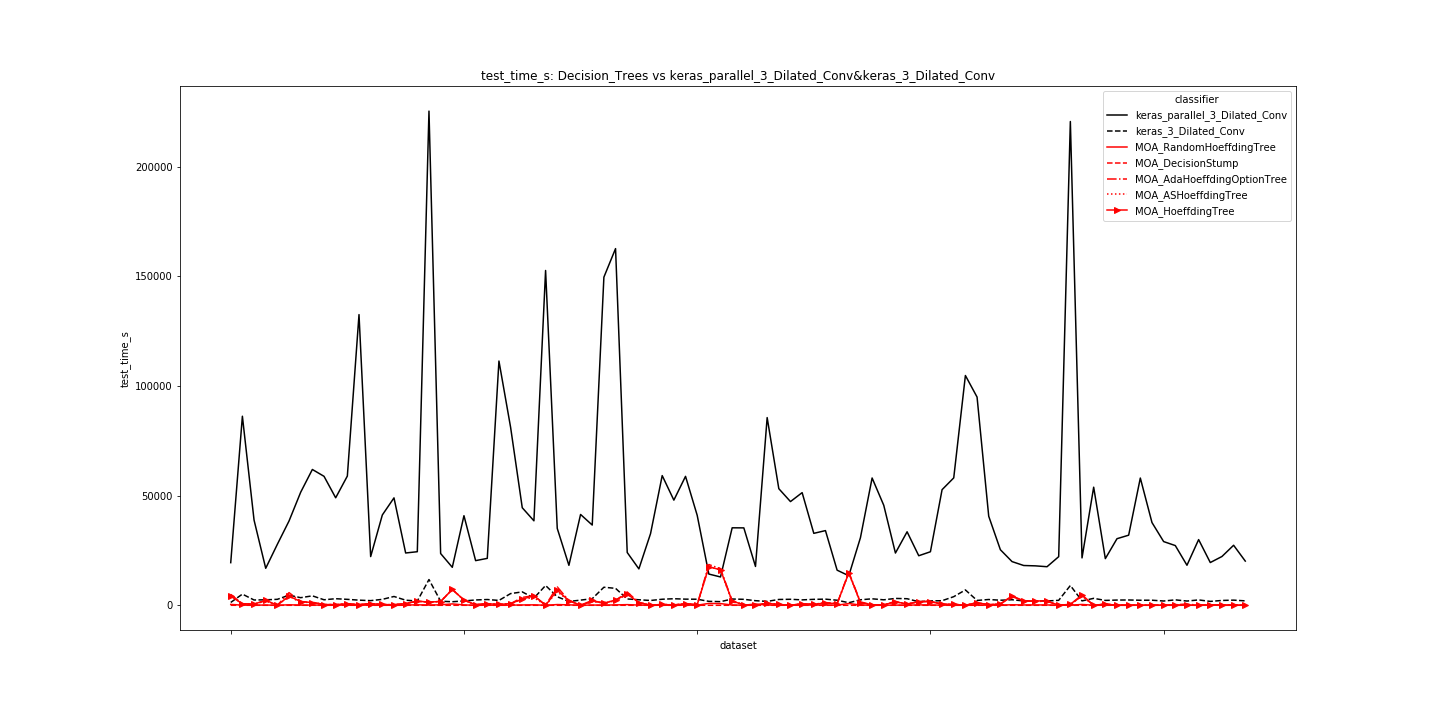 test_time_s: Decision_Trees vs keras_parallel_3_Dilated_Conv&keras_3_Dilated_Conv
classifier
keras_parallel_3_Dilated_Conv
keras_3_Dilated_Conv
MOA_RandomHoeffdingTree
MOA_DecisionStump
MOA_AdaHoeffdingOptionTree
MOA_ASHoeffdingTree
MOA_HoeffdingTree
200000
150000
100000
50000
0
test_time_s
dataset